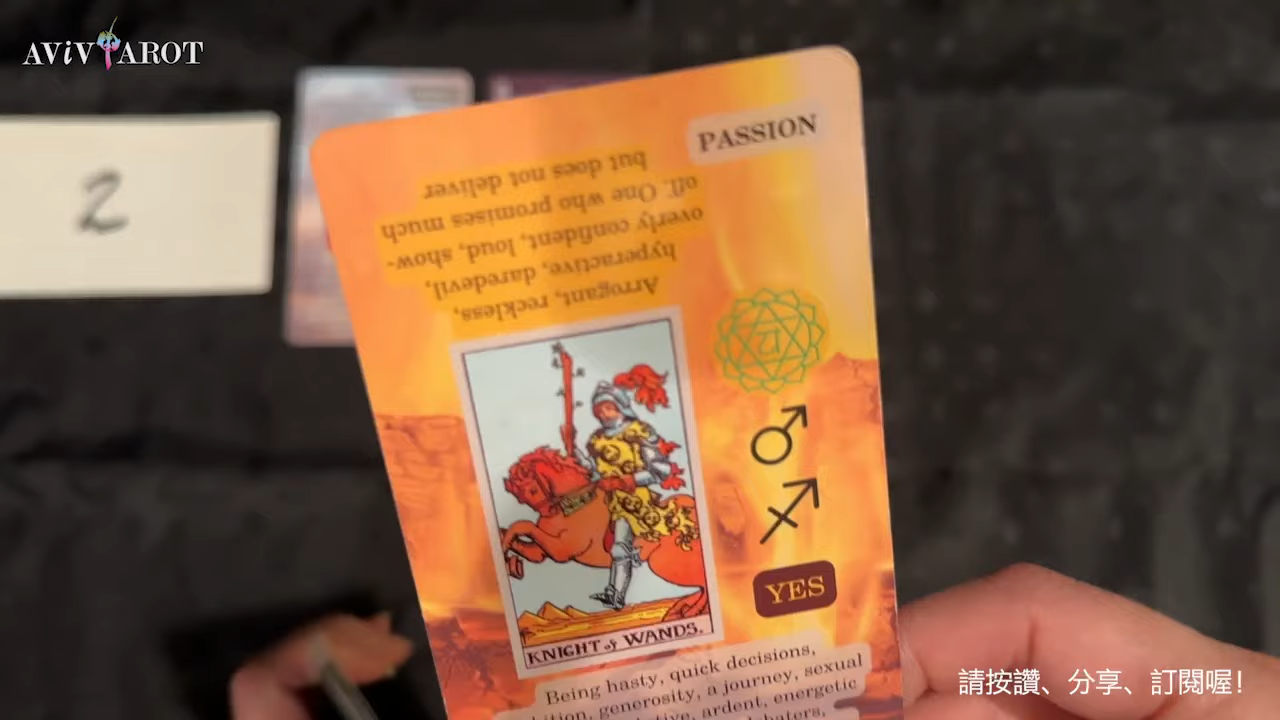 AViVTAROT
2
PASSION
Arrogant, reckless,
hyperactive, daredevil,
overly confident, loud, show-
off. One who promises much
but does not deliver
YES
KNIGHT of WANDS.
Being hasty, quick decisions,
generosity, a journey, sexual
ardent, energetic
請按讚、分享、訂閱喔!